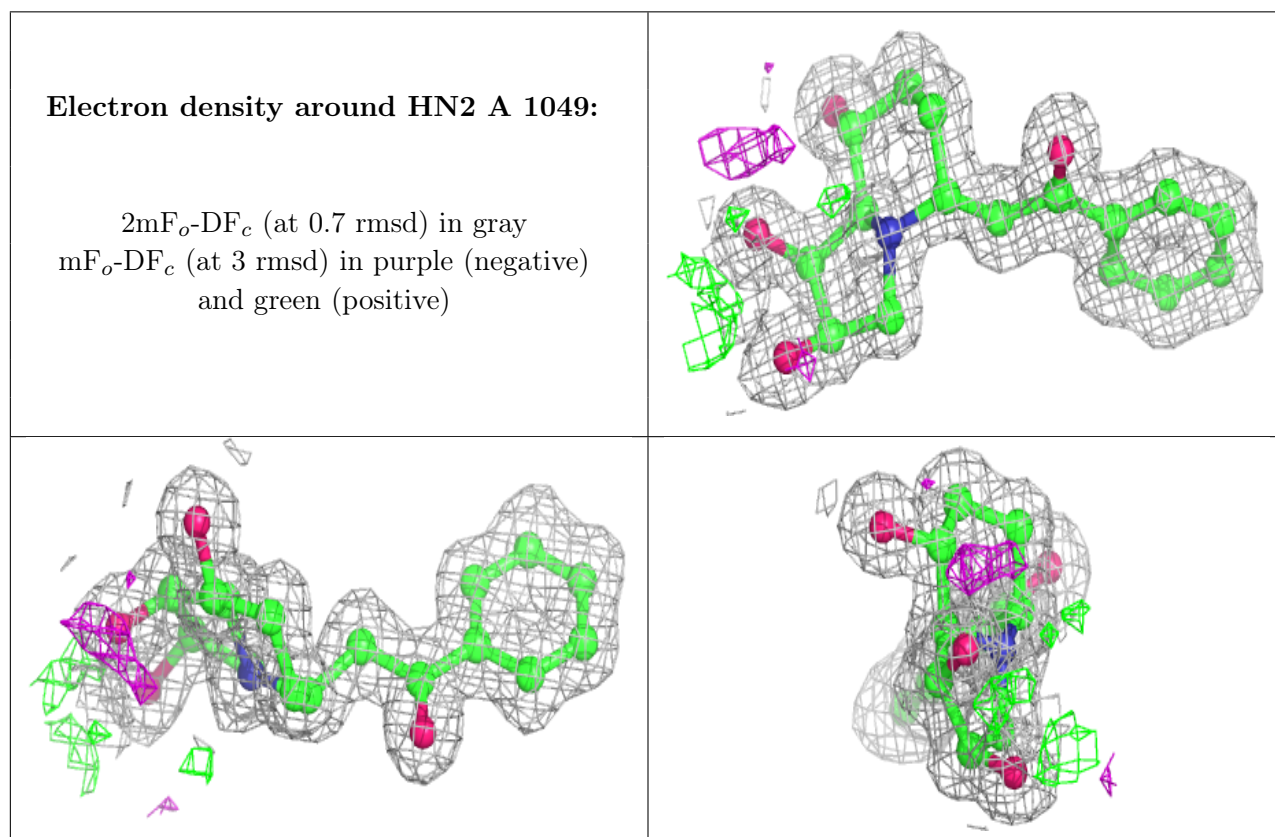 Electron density around HN2 A 1049:
2mFo-DFc (at 0.7 rmsd) in gray
mFo-DFc (at 3 rmsd) in purple (negative)
and green (positive)